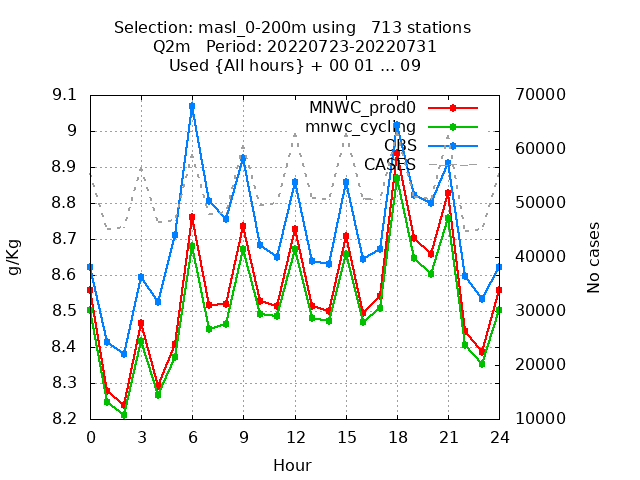 Selection: masl_0-200m using   713 stations
Q2m   Period: 20220723-20220731
Used {All hours} + 00 01 ... 09
9.1
9
8.9
8.8
8.7
8.6
8.5
8.4
8.3
8.2
g/Kg
MNWC_prod0
mnwc_cycling
OBS
CASES
70000
60000
50000
40000
30000
20000
10000
No cases
0 3 6 9 12 15 18 21 24
Hour